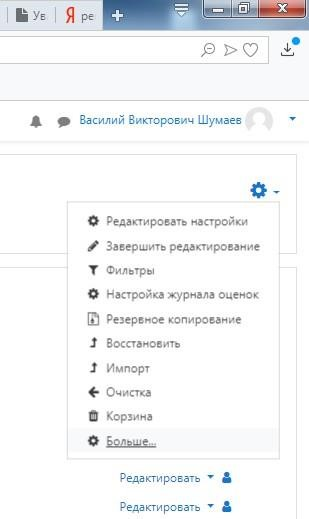 Ув
Я ре
Василий Викторович Шумаев
Редактировать настройки
Завершить редактирование
Фильтры
Настройка журнала оценок
Резервное копирование
Восстановить
Импорт
Очистка
Корзина
Больше...
Редактировать
Редактировать